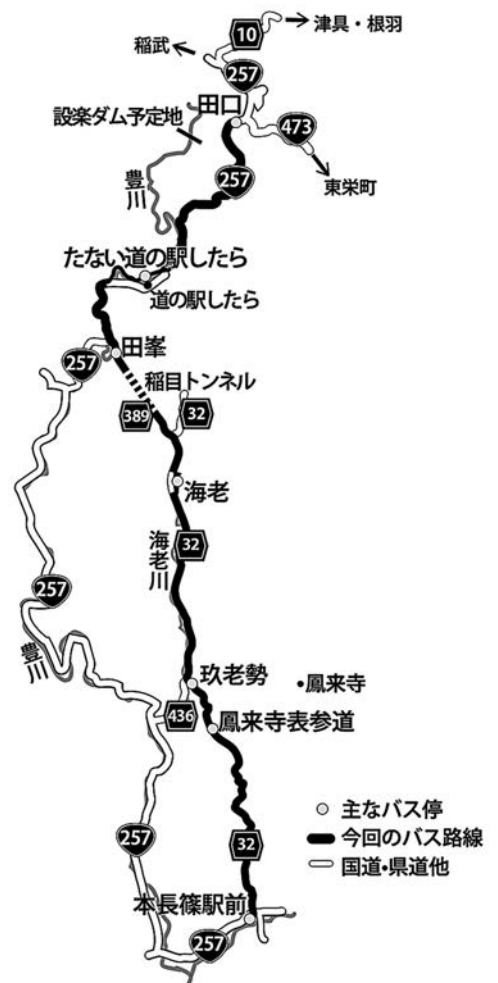 10
津具・根羽
稲武
257
田口
設楽ダム予定地
473
豊川
257
東栄町
たない道の駅したら
道の駅したら
田峯
257
稲目トンネル
389
32
海老
海老川
32
257
豊川
玖老勢
・鳳来寺
436
鳳来寺表参道
主なバス停
257
今回のバス路線
32
国道・県道他
本長篠駅前
257